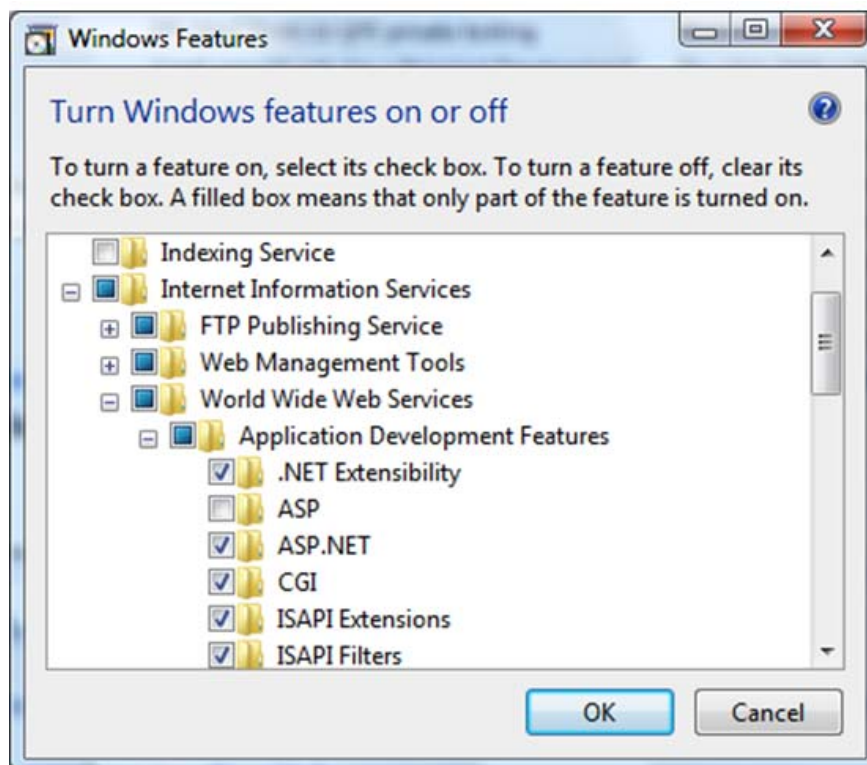 Windows Features
Turn Windows features on or off
To turn a feature on, select its check box. To turn a feature off, clear its
check box. A filled box means that only part of the feature is turned on.
Indexing Service
Internet Information Services
FTP Publishing Service
Web Management Tools
World Wide Web Services
Application Development Features
.NET Extensibility
ASP
ASP.NET
CGI
ISAPI Extensions
ISAPI Filters
OK Cancel